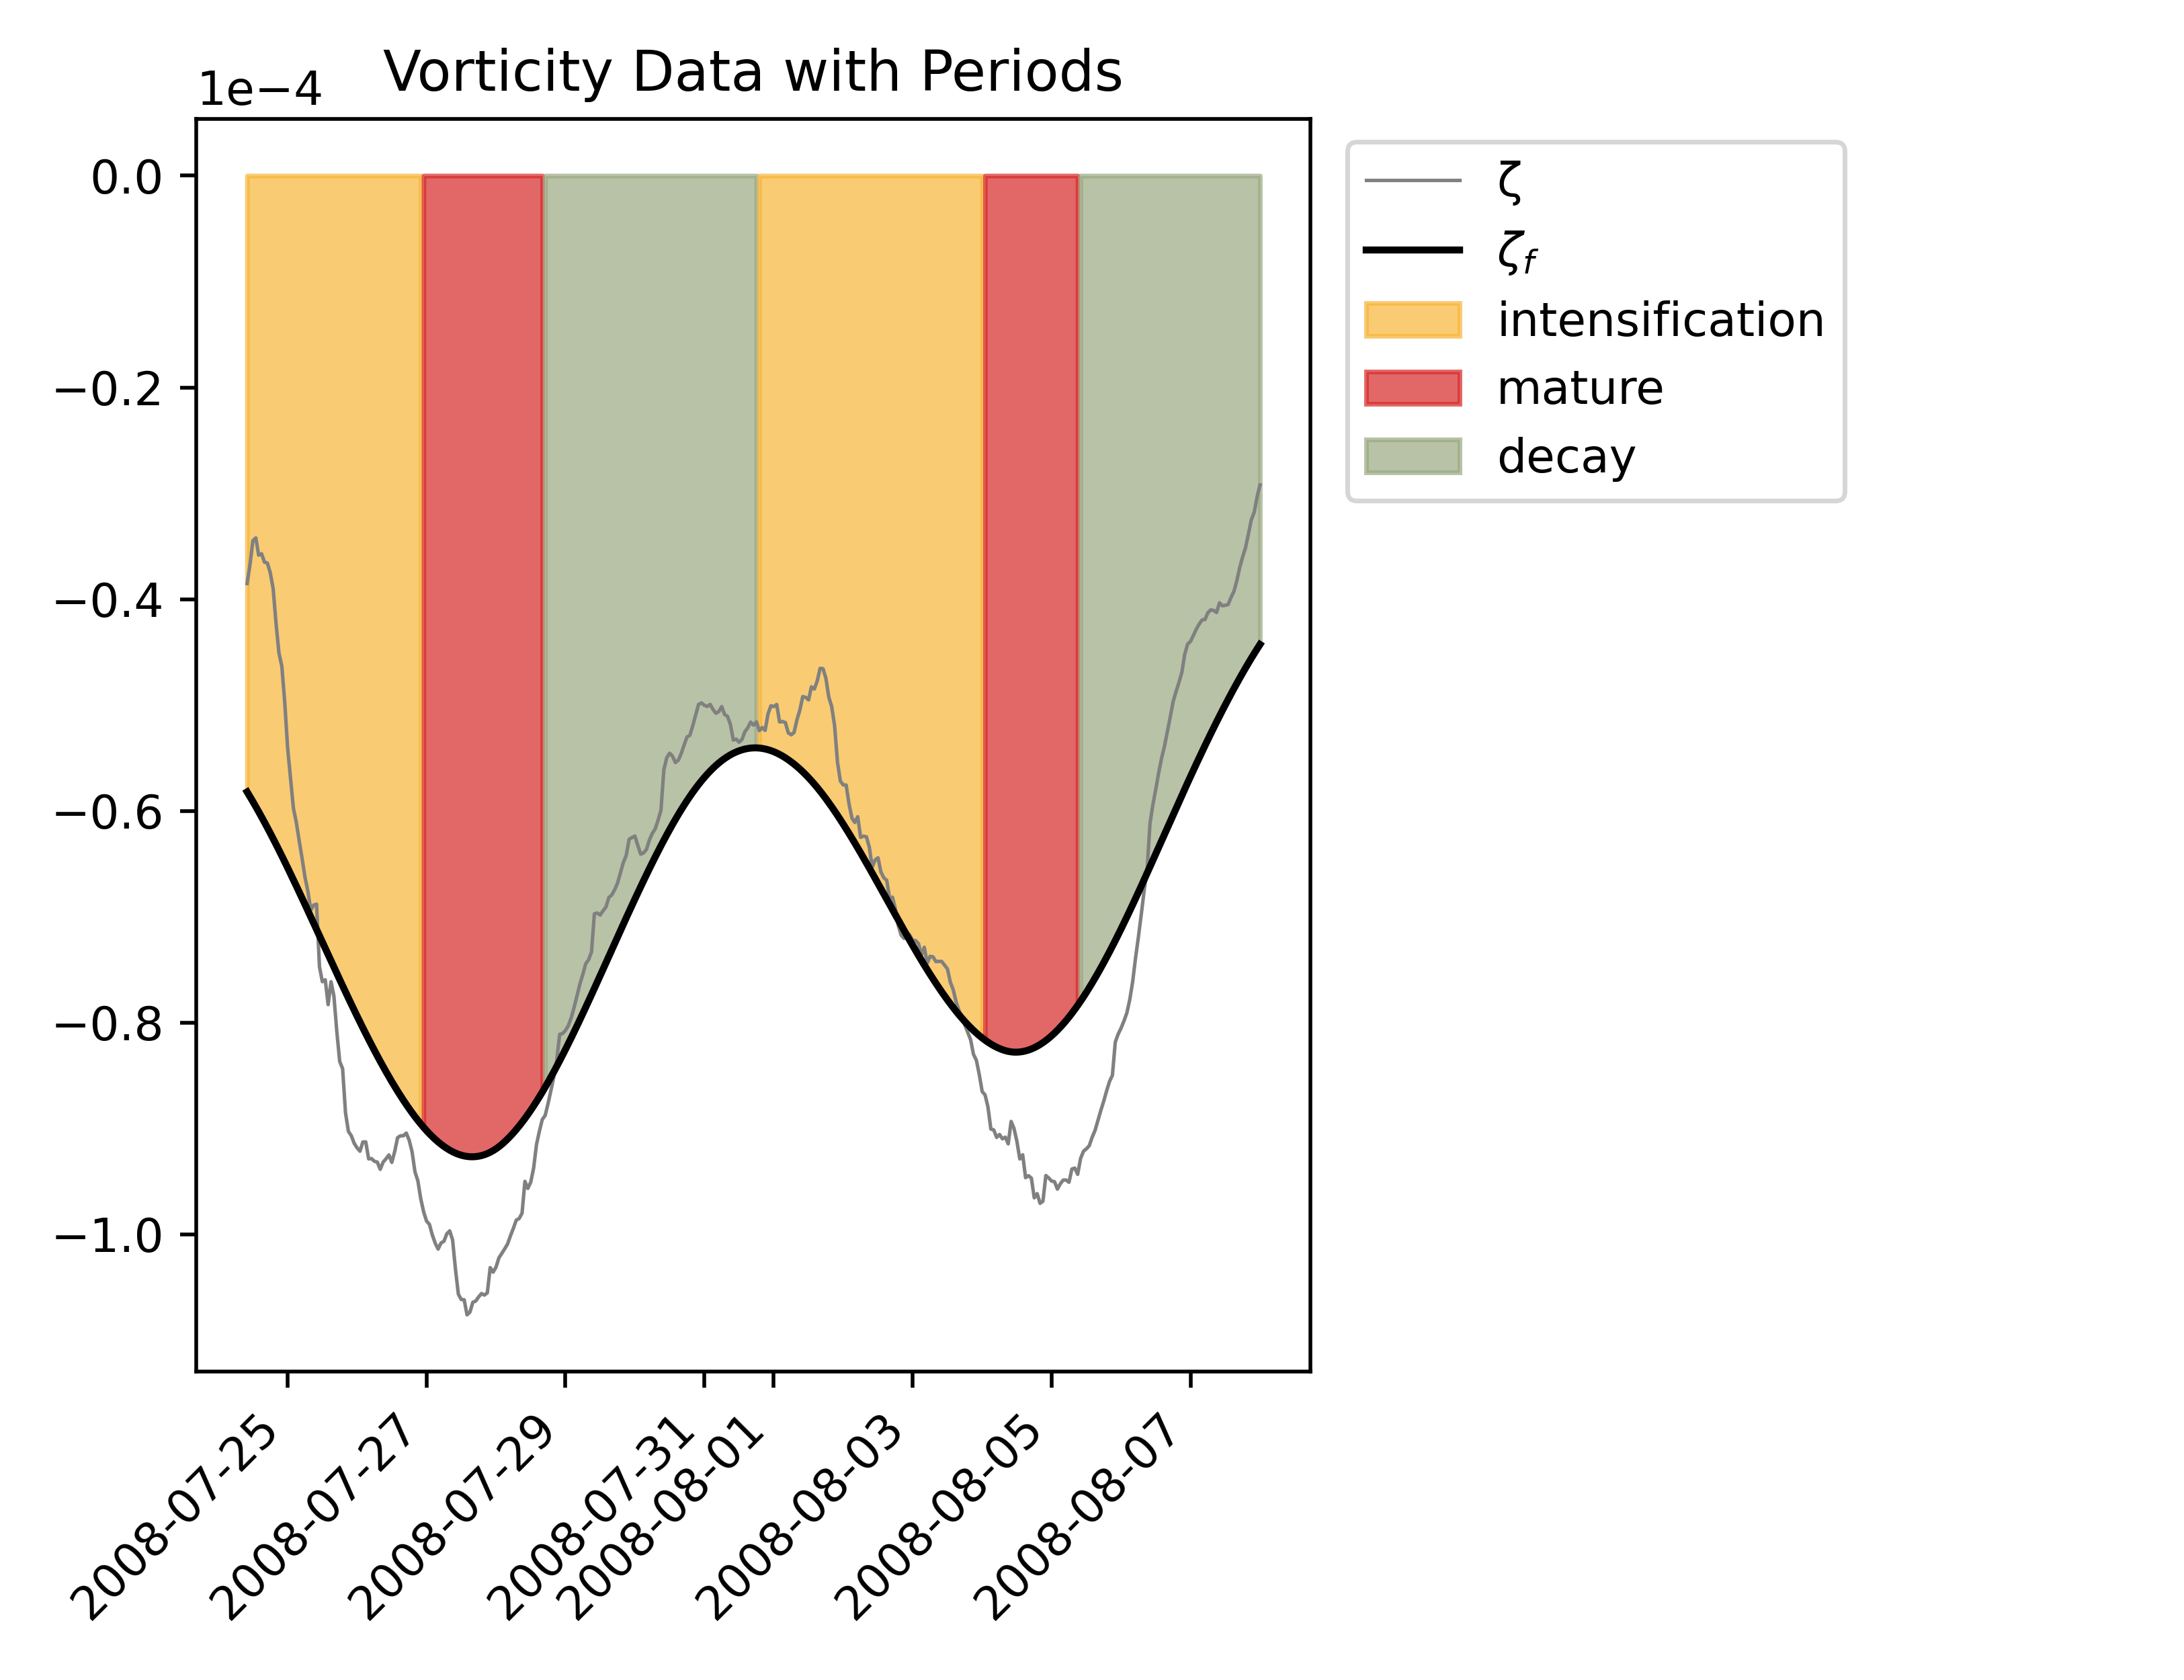 Vorticity Data with Periods
1e−4
0.0
−0.2
−0.4
−0.6
−0.8
−1.0
2008-07-25
2008-07-27
2008-07-29
2008-07-31
2008-08-01
2008-08-03
2008-08-05
2008-08-07
ζ
ζf
intensification
mature
decay